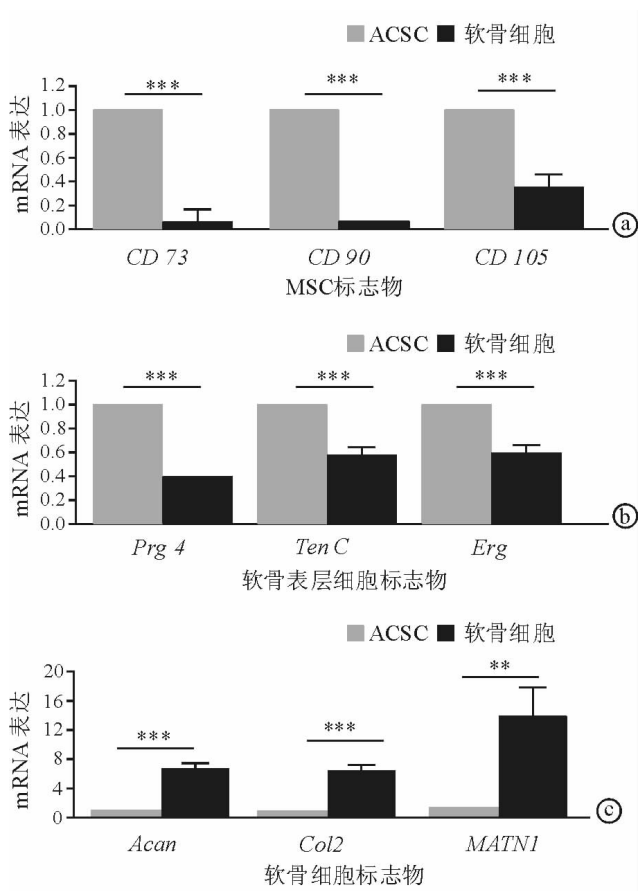 ACSC 软骨细胞
*** *** ***
1.2
1.0
0.8
0.6
0.4
0.2
0.0
mRNA 表达
CD 73 CD 90 CD 105
MSC标志物
a
ACSC 软骨细胞
*** *** ***
1.2
1.0
0.8
0.6
0.4
0.2
0.0
mRNA 表达
Prg 4 Ten C Erg
软骨表层细胞标志物
b
ACSC 软骨细胞
*** *** **
20
16
12
8
4
0
mRNA 表达
Acan Col2 MATN1
软骨细胞标志物
c